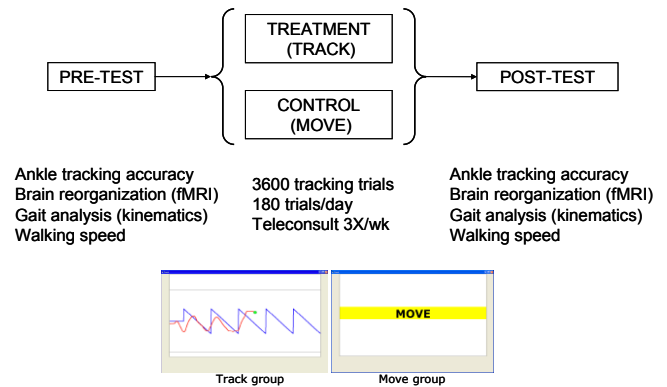 TREATMENT
(TRACK)
PRE-TEST
POST-TEST
CONTROL
(MOVE)
Ankle tracking accuracy
Brain reorganization (fMRI)
Gait analysis (kinematics)
Walking speed
3600 tracking trials
180 trials/day
Teleconsult 3X/wk
Ankle tracking accuracy
Brain reorganization (fMRI)
Gait analysis (kinematics)
Walking speed
MOVE
Track group
Move group